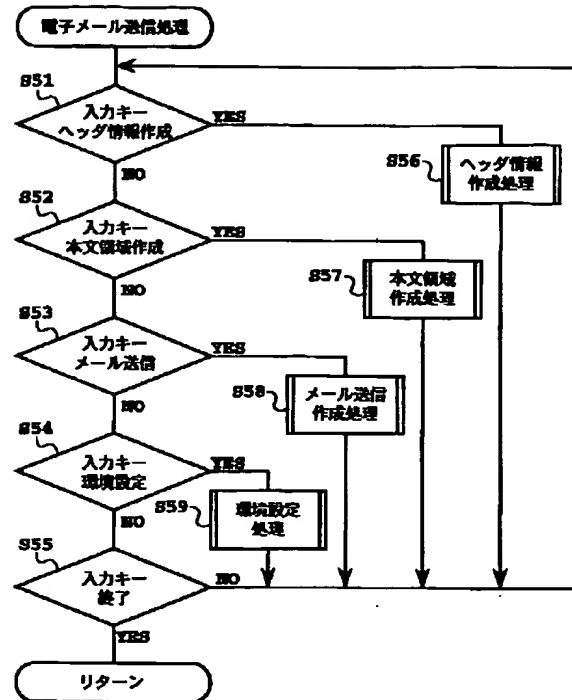 電子メール送信処理
S51
入力キー
ヘッダ情報作成
YES
NO
S56
ヘッダ情報
作成処理
S52
入力キー
本文領域作成
YES
NO
S57
本文領域
作成処理
S53
入力キー
メール送信
YES
NO
S58
メール送信
作成処理
S54
入力キー
環境設定
YES
NO
S59
環境設定
処理
S55
入力キー
終了
NO
YES
リターン